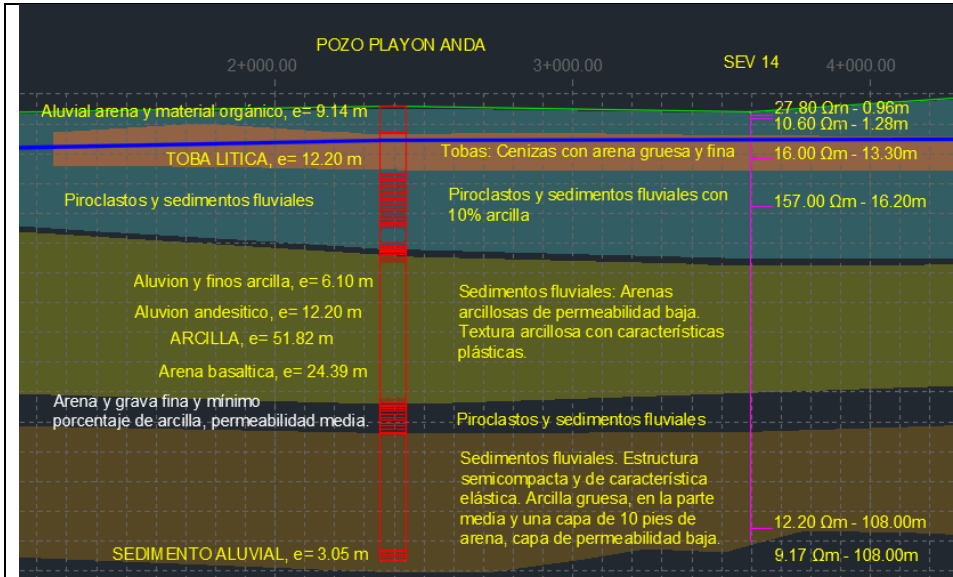 POZO PLAYON ANDA
2+000.00
3+000.00
SEV 14
4+000.00
Aluvial arena y material orgánico, e= 9.14 m
27.80 Ωm - 0.96m
10.60 Ωm - 1.28m
TOBA LITICA, e= 12.20 m
Tobas: Cenizas con arena gruesa y fina
16.00 Ωm - 13.30m
Piroclastos y sedimentos fluviales
Piroclastos y sedimentos fluviales con
10% arcilla
157.00 Ωm - 16.20m
Aluvion y finos arcilla, e= 6.10 m
Aluvion andesitico, e= 12.20 m
ARCILLA, e= 51.82 m
Arena basaltica, e= 24.39 m
Sedimentos fluviales: Arenas
arcillosas de permeabilidad baja.
Textura arcillosa con características
plásticas.
Arena y grava fina y mínimo
porcentaje de arcilla, permeabilidad media.
Piroclastos y sedimentos fluviales
Sedimentos fluviales. Estructura
semicompacta y de característica
elástica. Arcilla gruesa, en la parte
media y una capa de 10 pies de
arena, capa de permeabilidad baja.
12.20 Ωm - 108.00m
SEDIMENTO ALUVIAL, e= 3.05 m
9.17 Ωm - 108.00m